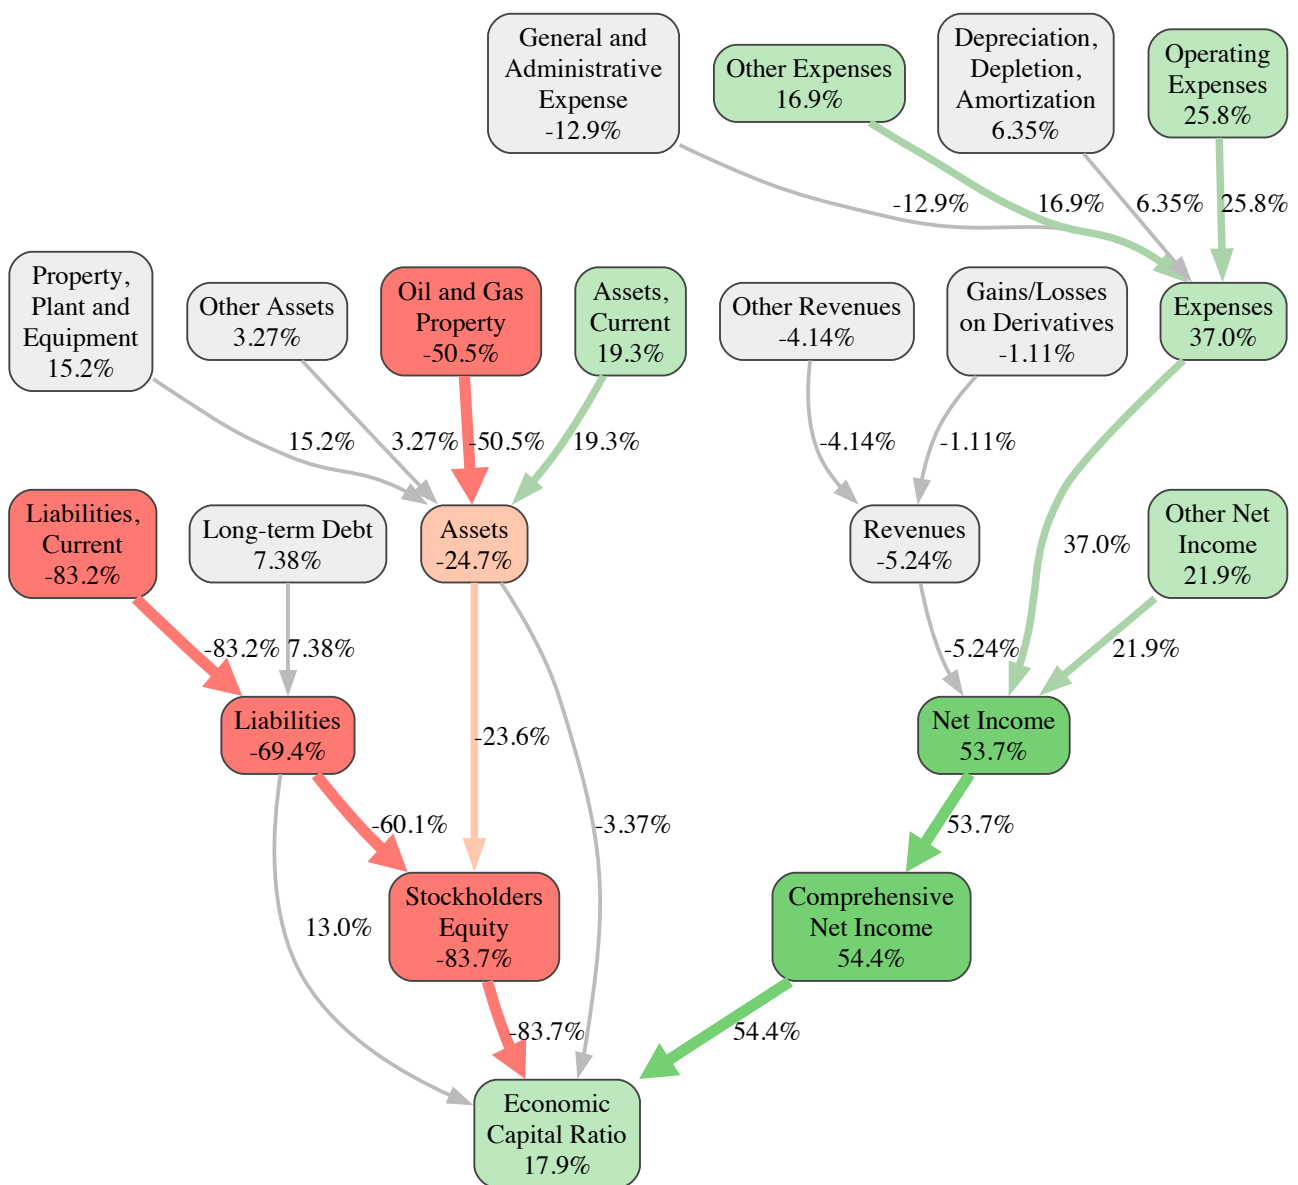 General and
Administrative
Expense
-12.9%
Other Expenses
16.9%
Depreciation,
Depletion,
Amortization
6.35%
Operating
Expenses
25.8%
-12.9%
16.9%
6.35%
25.8%
Property,
Plant and
Equipment
15.2%
Other Assets
3.27%
Oil and Gas
Property
-50.5%
Assets,
Current
19.3%
Other Revenues
-4.14%
Gains/Losses
on Derivatives
-1.11%
Expenses
37.0%
15.2%
3.27%
-50.5%
19.3%
-4.14%
-1.11%
Liabilities,
Current
-83.2%
Long-term Debt
7.38%
Assets
-24.7%
Revenues
-5.24%
37.0%
Other Net
Income
21.9%
-83.2%
7.38%
-5.24%
21.9%
Liabilities
-69.4%
-23.6%
Net Income
53.7%
-60.1%
-3.37%
53.7%
13.0%
Stockholders
Equity
-83.7%
Comprehensive
Net Income
54.4%
-83.7%
54.4%
Economic
Capital Ratio
17.9%